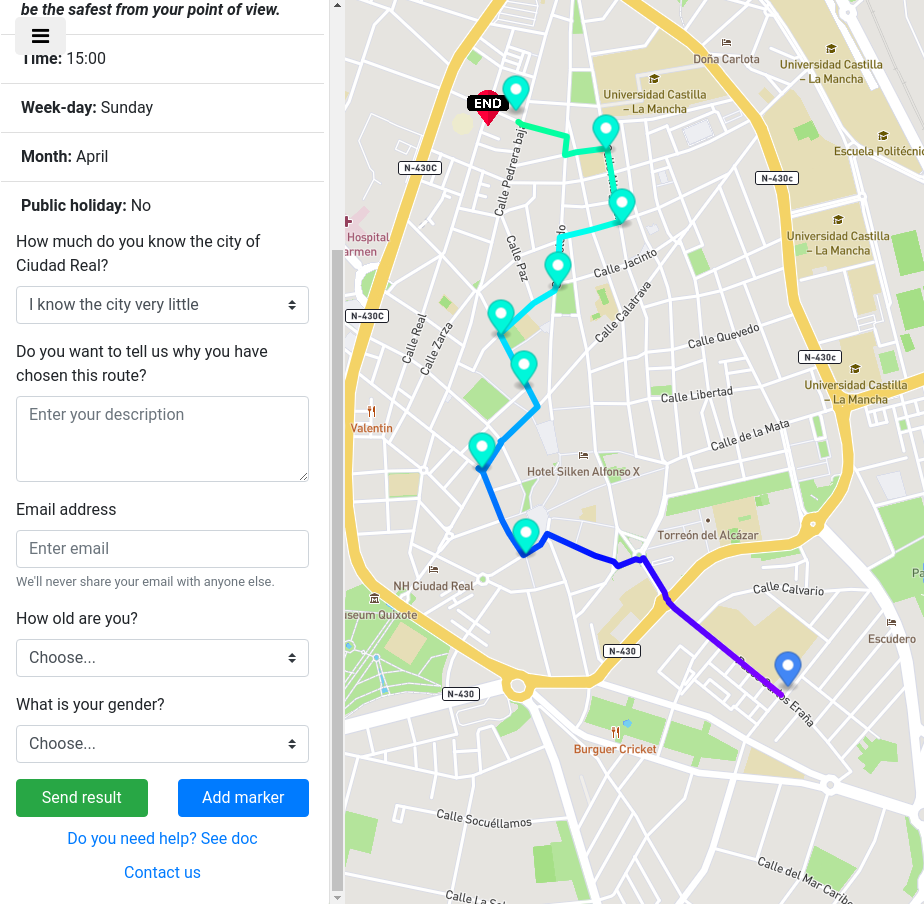 be the safest from your point of view.
Time: 15:00
Week-day: Sunday
Month: April
Public holiday: No
How much do you know the city of
Ciudad Real?
I know the city very little
Do you want to tell us why you have
chosen this route?
Enter your description
Email address
Enter email
We'll never share your email with anyone else.
How old are you?
Choose...
What is your gender?
Choose...
Send result
Add marker
Do you need help? See doc
Contact us
Doña Carlota
Universidad Castilla
– La Mancha
Universidad Castilla
– La Mancha
END
Escuela Politécnic
Calle Pedrera baj
N-430C
N-430c
Hospital
armen
Universidad Castilla
– La Mancha
Calle Paz
Calle Jacinto
Calle Calatrava
N-430C
Calle Real
Calle Zarza
Calle Quevedo
N-430c
Universidad Castilla
– La Mancha
Calle Libertad
Valentin
Calle de la Mata
Hotel Silken Alfonso X
Torreón del Alcázar
NH Ciudad Real
Calle Calvario
Pa
useum Quixote
Escudero
N-430
N-430
Eraña
Burguer Cricket
Calle Socuéllamos
Calle del Mar Caribe
Calle La So